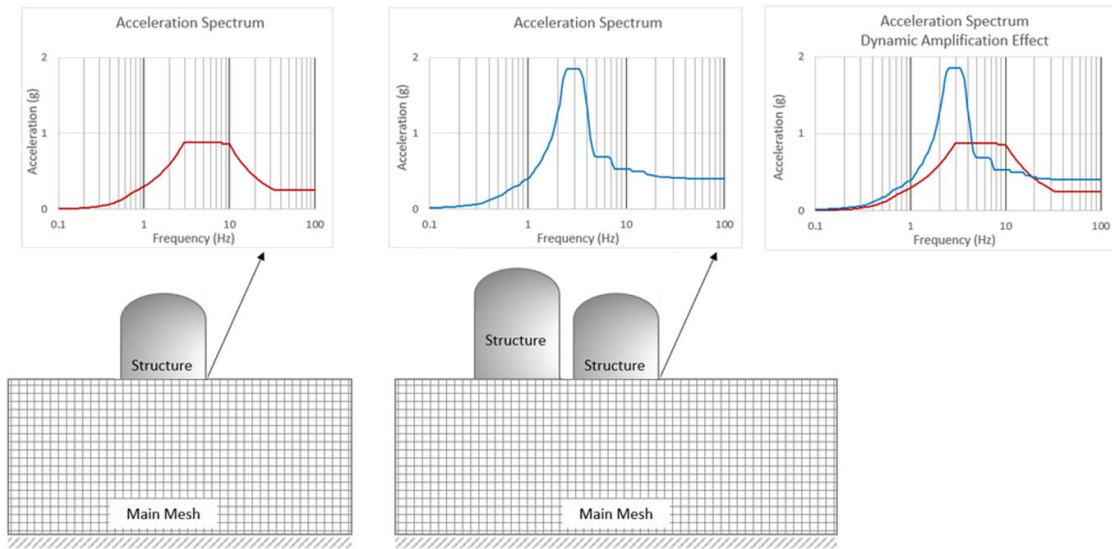 Acceleration Spectrum
2
1
0
Acceleration (g)
0.1
1
10
100
Frequency (Hz)
Acceleration Spectrum
2
1
0
Acceleration (g)
0.1
1
10
100
Frequency (Hz)
Acceleration Spectrum
Dynamic Amplification Effect
2
1
0
Acceleration (g)
0.1
1
10
100
Frequency (Hz)
Structure
Main Mesh
Structure
Structure
Main Mesh